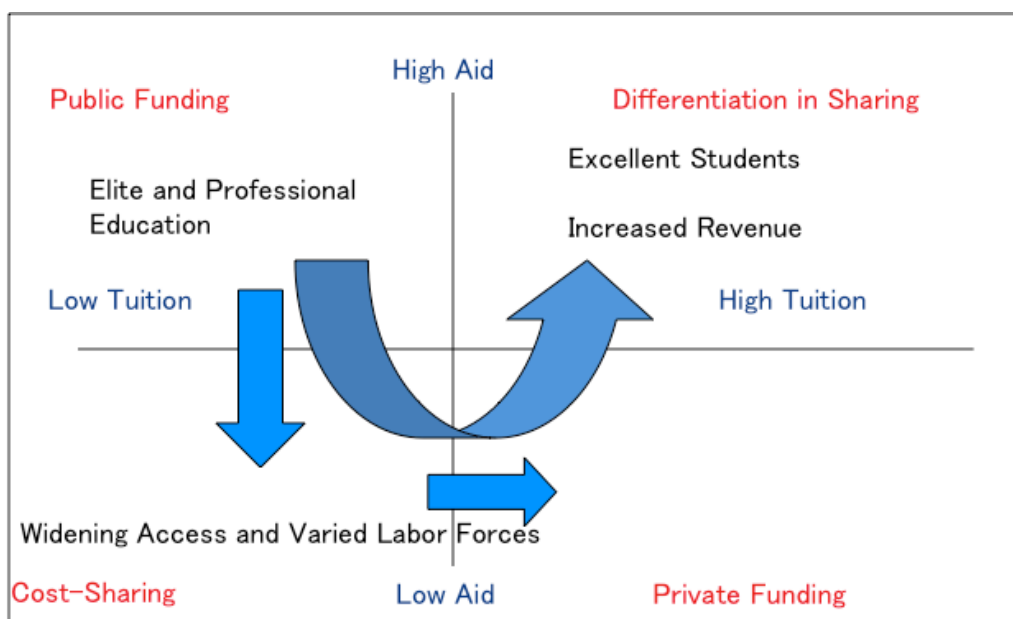 High Aid
Public Funding
Differentiation in Sharing
Excellent Students
Elite and Professional
Education
Increased Revenue
Low Tuition
High Tuition
Widening Access and Varied Labor Forces
Cost-Sharing
Low Aid
Private Funding